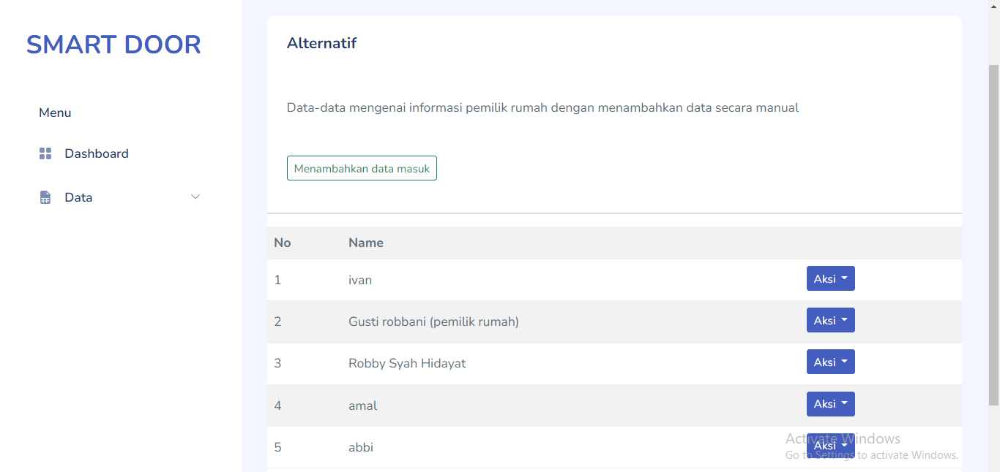 SMART DOOR
Menu
Dashboard
Data
Alternatif
Data-data mengenai informasi pemilik rumah dengan menambahkan data secara manual
Menambahkan data masuk
No Name
1 ivan Aksi
2 Gusti robbani (pemilik rumah) Aksi
3 Robby Syah Hidayat Aksi
4 amal Aksi
5 abbi Aksi
Activate Windows
Go to Settings to activate Windows.